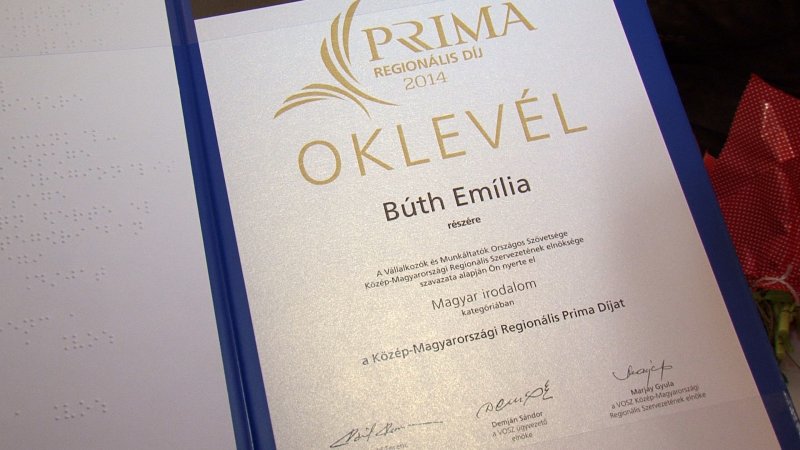 PRIMA
REGIONÁLIS DÍJ
2014
OKLEVÉL
Búth Emília
részére
A Vállalkozók és Munkáltatók Országos Szövetsége
Közép-Magyarországi Regionális Szervezetének elnöksége
szavazata alapján Ön nyerte el
Magyar irodalom
kategóriában
a Közép-Magyarországi Regionális Prima Díjat
Demján Sándor
a VOSZ ügyvezető
elnöke
Marjay Gyula
a VOSZ Közép-Magyarországi
Regionális Szervezetének elnöke